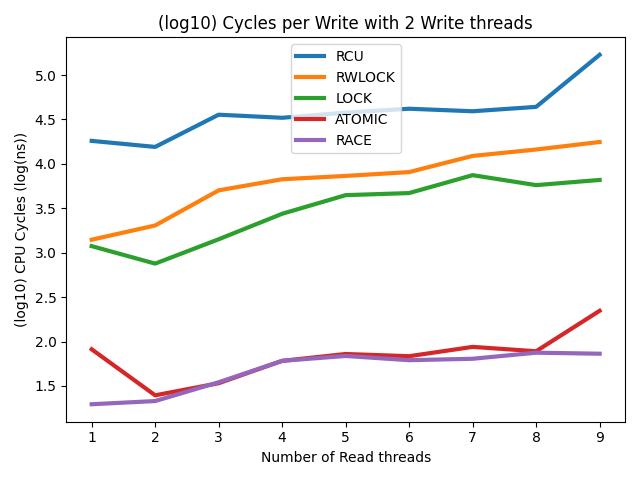 (log10) Cycles per Write with 2 Write threads
RCU
RWLOCK
LOCK
ATOMIC
RACE
(log10) CPU Cycles (log(ns))
5.0
4.5
4.0
3.5
3.0
2.5
2.0
1.5
1 2 3 4 5 6 7 8 9
Number of Read threads